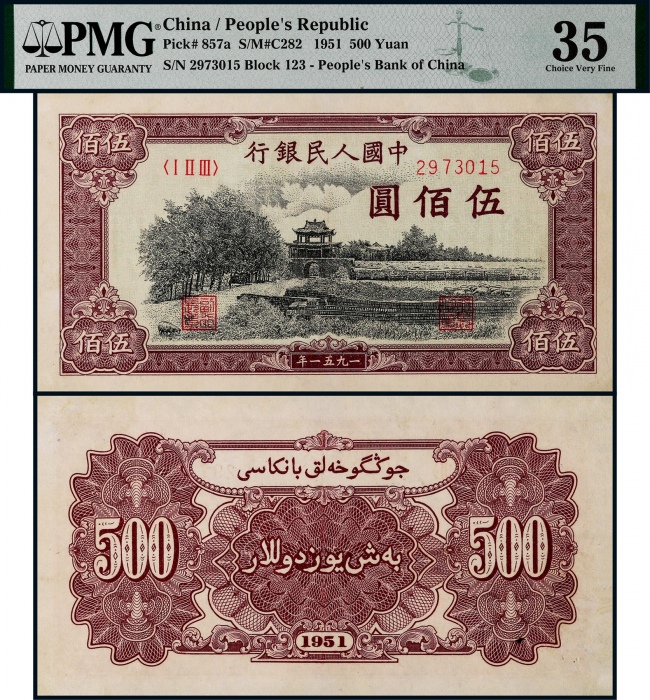 PMG
PAPER MONEY GUARANTY
China / People's Republic
Pick# 857a S/M#C282 1951 500 Yuan
S/N 2973015 Block 123 - People's Bank of China
35
Choice Very Fine
佰伍
行銀民人國中
佰伍
〈I II III〉
2973015
圓佰伍
佰伍
年一五九一
佰伍
جوڭگو خەلق بانكاسى
500
بەش يۈز دوللار
500
1951